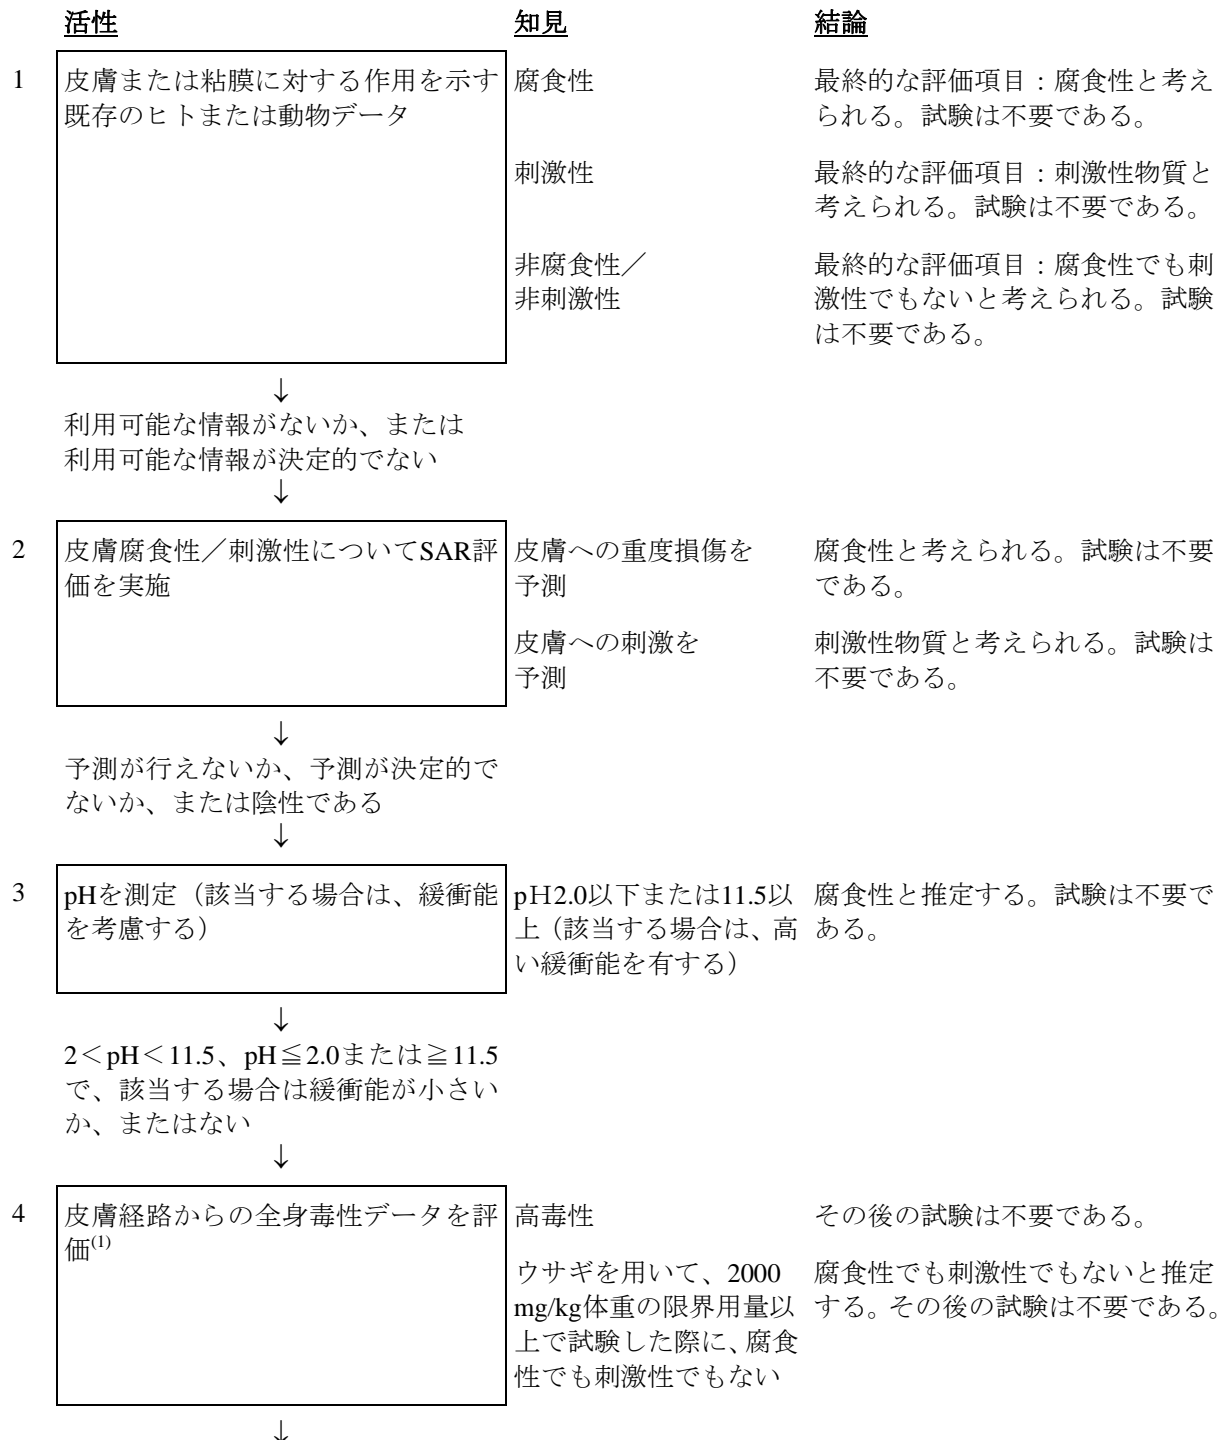 活性 知見 結論
1 皮膚または粘膜に対する作用を示す 腐食性 最終的な評価項目：腐食性と考え
既存のヒトまたは動物データ られる。試験は不要である。
刺激性 最終的な評価項目：刺激性物質と
考えられる。試験は不要である。
非腐食性／ 最終的な評価項目：腐食性でも刺
非刺激性 激性でもないと考えられる。試験
は不要である。
↓
利用可能な情報がないか、または
利用可能な情報が決定的でない
↓
2 皮膚腐食性／刺激性についてSAR評 皮膚への重度損傷を 腐食性と考えられる。試験は不要
価を実施 予測 である。
皮膚への刺激を 刺激性物質と考えられる。試験は
予測 不要である。
↓
予測が行えないか、予測が決定的で
ないか、または陰性である
↓
3 pHを測定（該当する場合は、緩衝能 pH2.0以下または11.5以 腐食性と推定する。試験は不要で
を考慮する） 上（該当する場合は、高 ある。
い緩衝能を有する）
↓
2＜pH＜11.5、pH≦2.0または≧11.5
で、該当する場合は緩衝能が小さい
か、またはない
↓
4 皮膚経路からの全身毒性データを評 高毒性 その後の試験は不要である。
価(1)
ウサギを用いて、2000 腐食性でも刺激性でもないと推定
mg/kg体重の限界用量以 する。その後の試験は不要である。
上で試験した際に、腐食
性でも刺激性でもない
↓